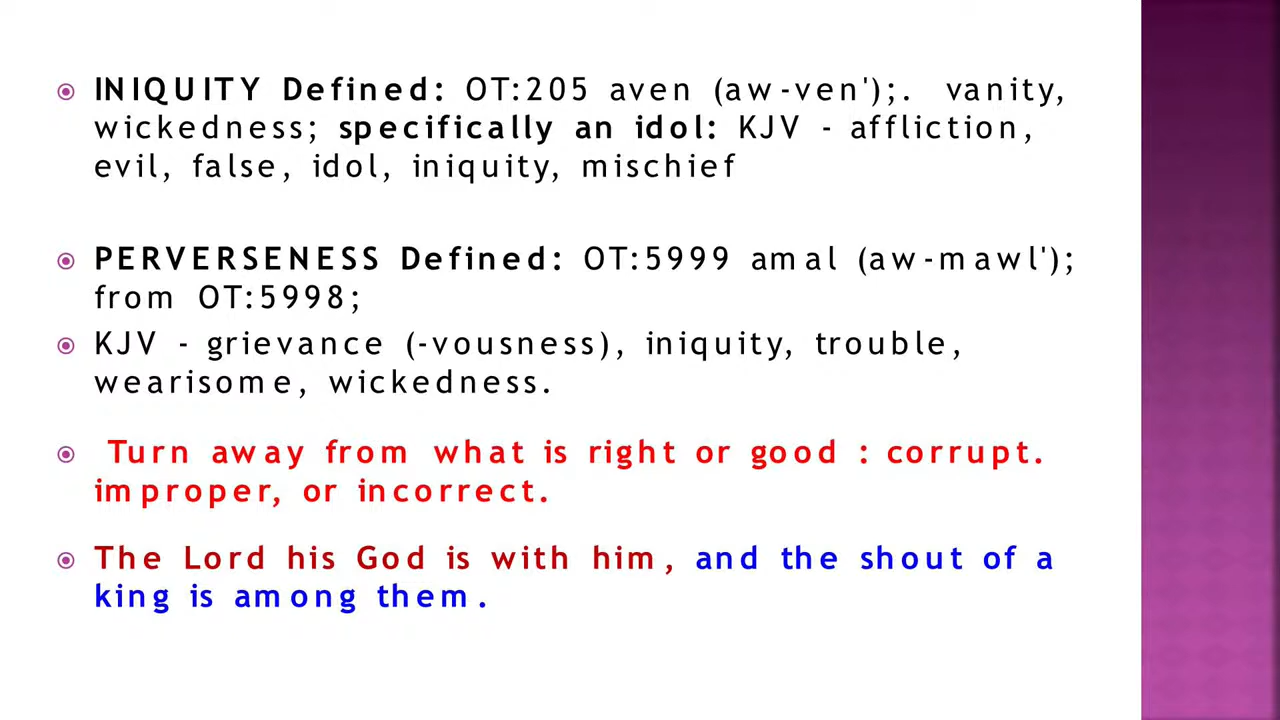 INIQUITY Defined: OT:205 aven (aw-ven');. vanity,
wickedness; specifically an idol: KJV - affliction,
evil, false, idol, iniquity, mischief
PERVERSENESS Defined: OT:5999 amal (aw-mawl');
from OT:5998;
KJV - grievance (-vousness), iniquity, trouble,
wearisome, wickedness.
Turn away from what is right or good : corrupt.
improper, or incorrect.
The Lord his God is with him, and the shout of a
king is among them.